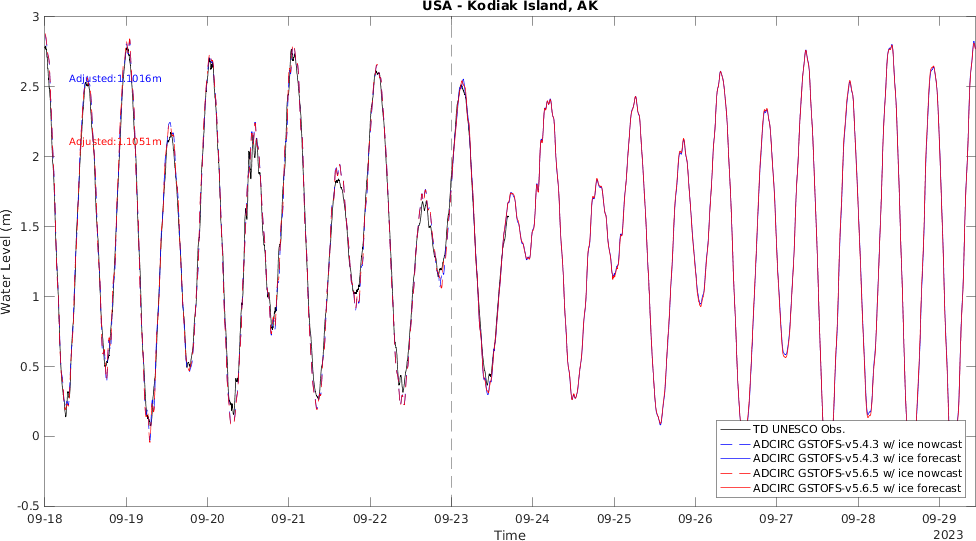 USA - Kodiak Island, AK
3
2.5
2
1.5
1
0.5
0
-0.5
Water Level (m)
Adjusted:1.1016m
Adjusted:1.1051m
TD UNESCO Obs.
ADCIRC GSTOFS-v5.4.3 w/ ice nowcast
ADCIRC GSTOFS-v5.4.3 w/ ice forecast
ADCIRC GSTOFS-v5.6.5 w/ ice nowcast
ADCIRC GSTOFS-v5.6.5 w/ ice forecast
09-18 09-19 09-20 09-21 09-22 09-23 09-24 09-25 09-26 09-27 09-28 09-29
Time
2023